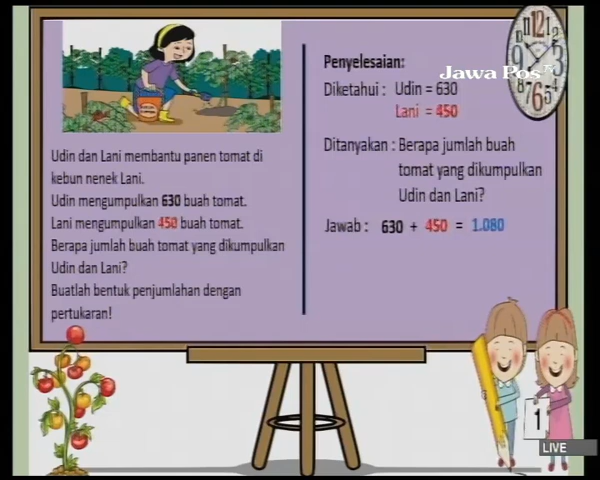 Udin dan Lani membantu panen tomat di
kebun nenek Lani.
Udin mengumpulkan 630 buah tomat.
Lani mengumpulkan 450 buah tomat.
Berapa jumlah buah tomat yang dikumpulkan
Udin dan Lani?
Buatlah bentuk penjumlahan dengan
pertukaran!
Penyelesaian:
Diketahui : Udin = 630
Lani = 450
Ditanyakan : Berapa jumlah buah
tomat yang dikumpulkan
Udin dan Lani?
Jawab : 630 + 450 = 1.080
Jawa Pos
1
LIVE